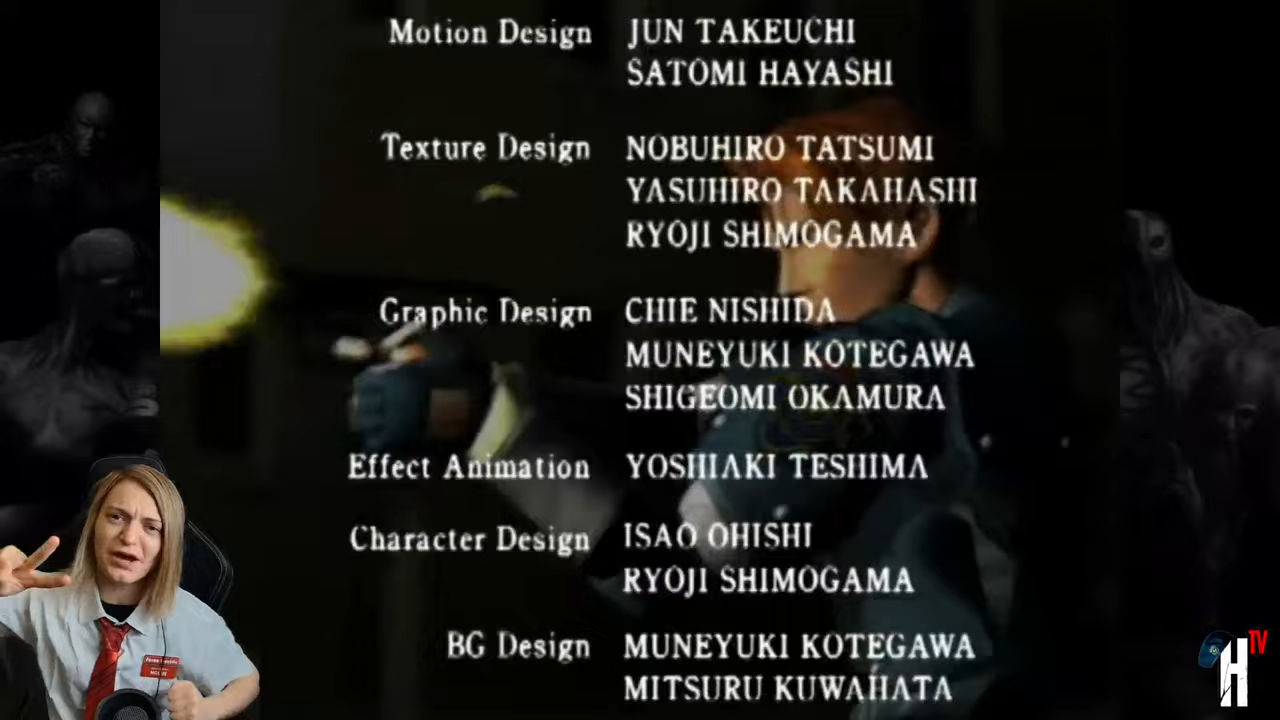 Motion Design JUN TAKEUCHI
SATOMI HAYASHI
Texture Design NOBUHIRO TATSUMI
YASUHIRO TAKAHASHI
RYOJI SHIMOGAMA
Graphic Design CHIE NISHIDA
MUNEYUKI KOTEGAWA
SHIGEOMI OKAMURA
Effect Animation YOSHIAKI TESHIMA
Character Design ISAO OHISHI
RYOJI SHIMOGAMA
BG Design MUNEYUKI KOTEGAWA
MITSURU KUWAHATA
H TV